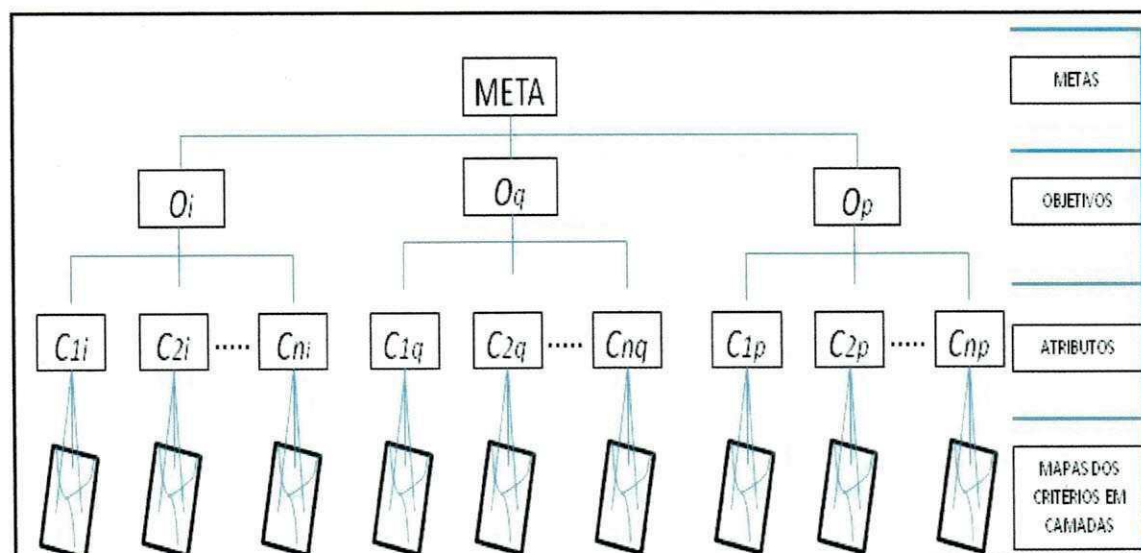 META
METAS
Oi
Oq
Op
OBJETIVOS
C1i
C2i
.....
Cni
C1q
C2q
.....
Cnq
C1p
C2p
.....
Cnp
ATRIBUTOS
MAPAS DOS
CRITÉRIOS EM
CAMADAS